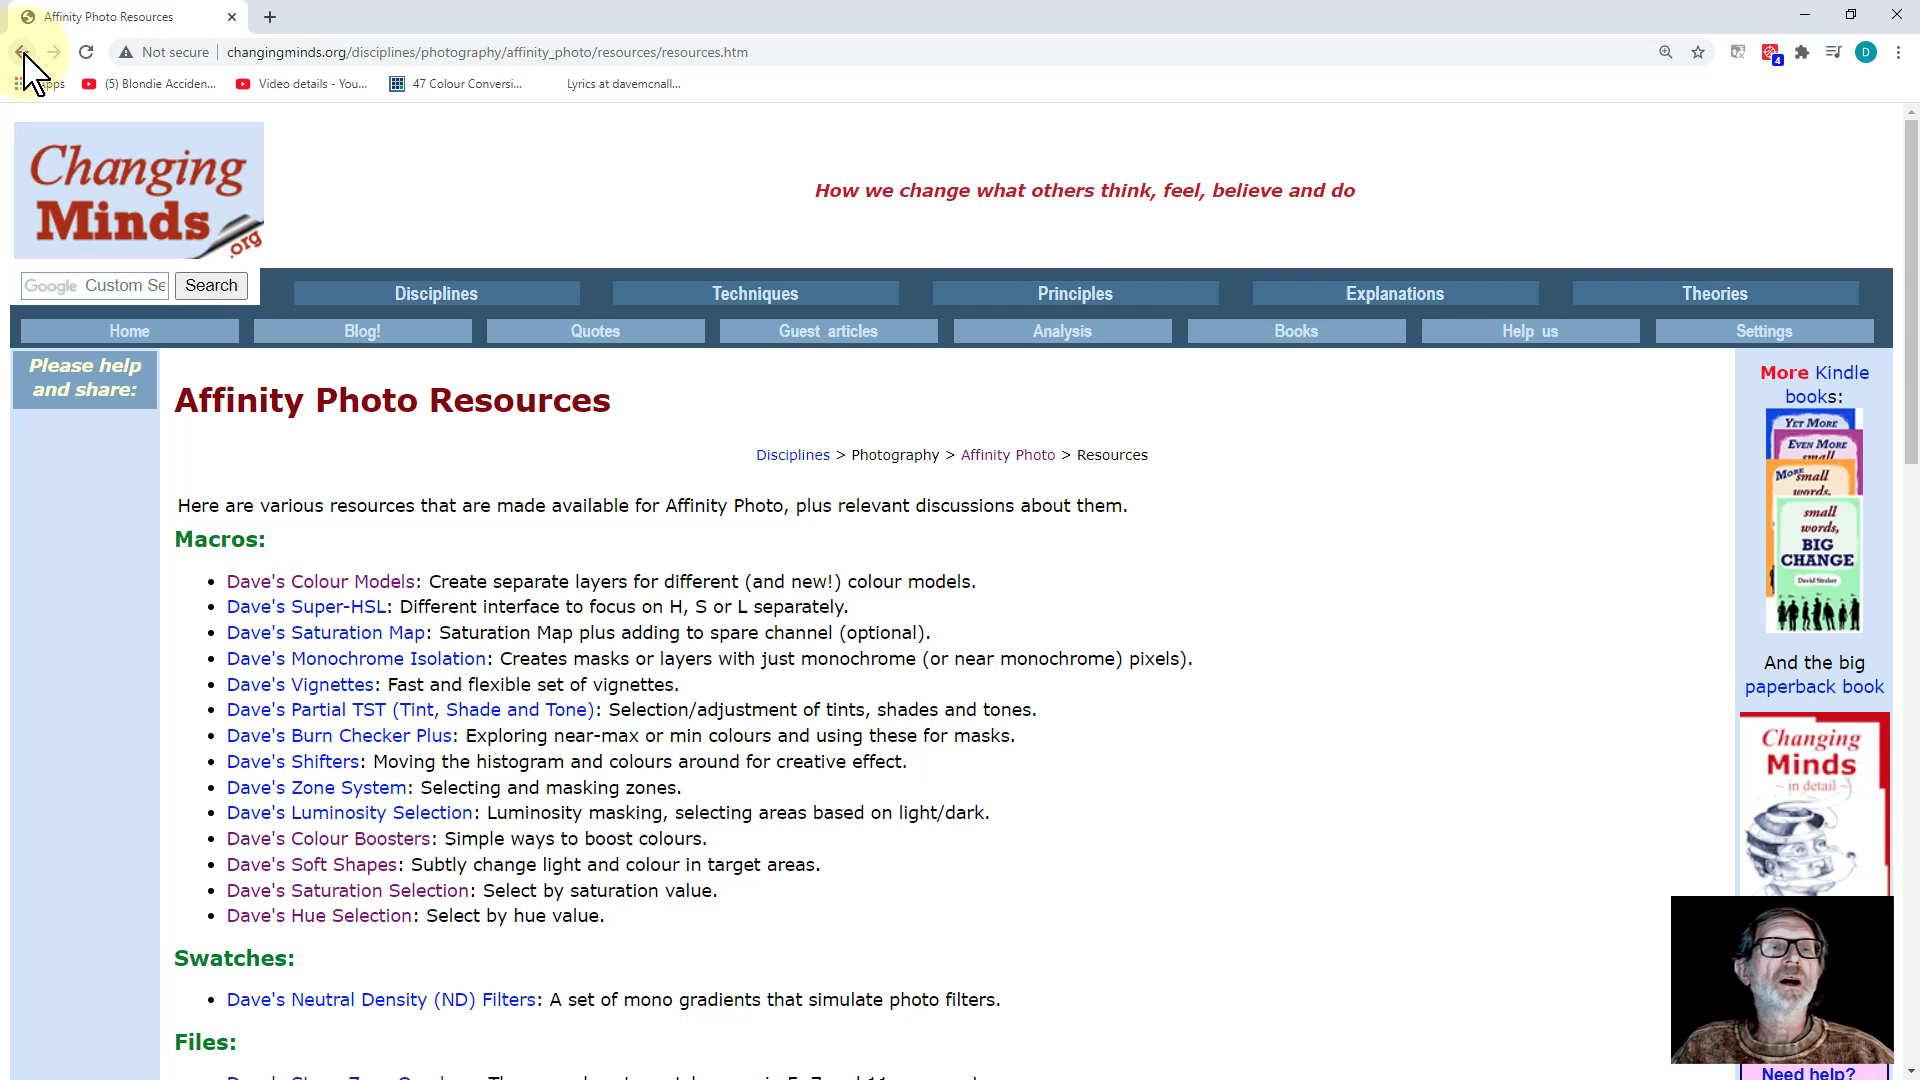 Affinity Photo Resources
Not secure
changingminds.org/disciplines/photography/affinity_photo/resources/resources.htm
4
D
Apps
(5) Blondie Acciden...
Video details - You...
47 Colour Conversi...
Lyrics at davemcnall...
Changing
Minds
.org
How we change what others think, feel, believe and do
Google Custom Se
Search
Disciplines
Techniques
Principles
Explanations
Theories
Home
Blog!
Quotes
Guest articles
Analysis
Books
Help us
Settings
Please help
and share:
Affinity Photo Resources
Disciplines > Photography > Affinity Photo > Resources
Here are various resources that are made available for Affinity Photo, plus relevant discussions about them.
Macros:
Dave's Colour Models: Create separate layers for different (and new!) colour models.
Dave's Super-HSL: Different interface to focus on H, S or L separately.
Dave's Saturation Map: Saturation Map plus adding to spare channel (optional).
Dave's Monochrome Isolation: Creates masks or layers with just monochrome (or near monochrome) pixels).
Dave's Vignettes: Fast and flexible set of vignettes.
Dave's Partial TST (Tint, Shade and Tone): Selection/adjustment of tints, shades and tones.
Dave's Burn Checker Plus: Exploring near-max or min colours and using these for masks.
Dave's Shifters: Moving the histogram and colours around for creative effect.
Dave's Zone System: Selecting and masking zones.
Dave's Luminosity Selection: Luminosity masking, selecting areas based on light/dark.
Dave's Colour Boosters: Simple ways to boost colours.
Dave's Soft Shapes: Subtly change light and colour in target areas.
Dave's Saturation Selection: Select by saturation value.
Dave's Hue Selection: Select by hue value.
Swatches:
Dave's Neutral Density (ND) Filters: A set of mono gradients that simulate photo filters.
Files:
More Kindle
books:
Yet More
Even More
small
More small
words,
small
words,
BIG
CHANGE
David Straker
And the big
paperback book
Changing
Minds
~ in detail ~
Need help?